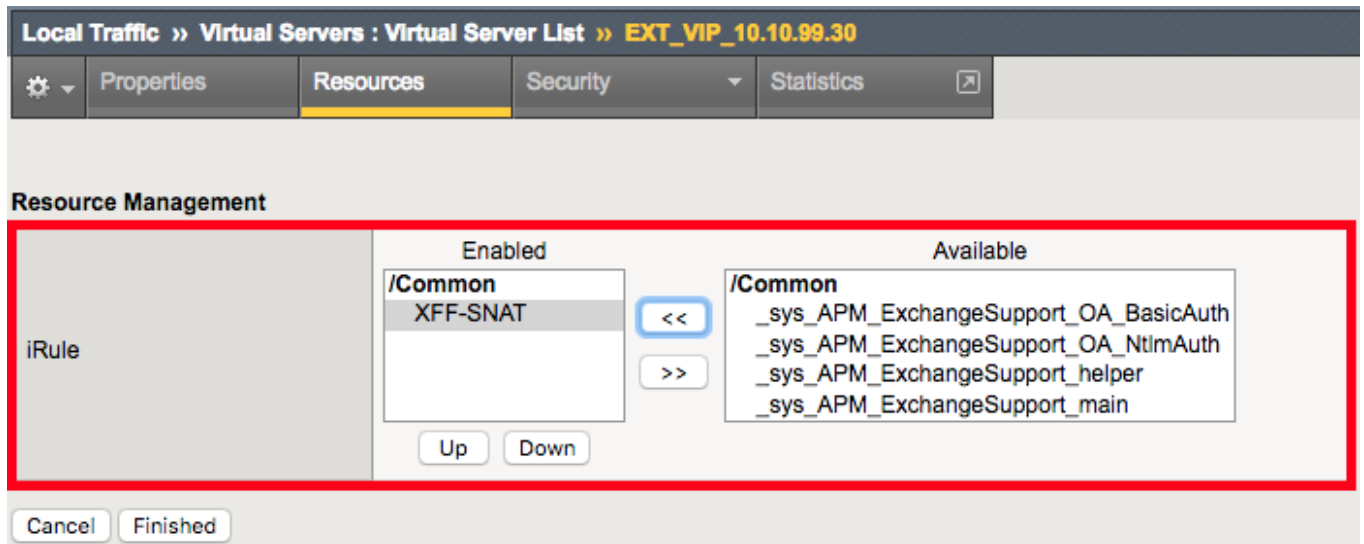 Local Traffic ›› Virtual Servers : Virtual Server List ›› EXT_VIP_10.10.99.30
Properties Resources Security Statistics
Resource Management
Enabled Available
/Common /Common
XFF-SNAT << _sys_APM_ExchangeSupport_OA_BasicAuth
iRule _sys_APM_ExchangeSupport_OA_NtlmAuth
>> _sys_APM_ExchangeSupport_helper
_sys_APM_ExchangeSupport_main
Up Down
Cancel Finished